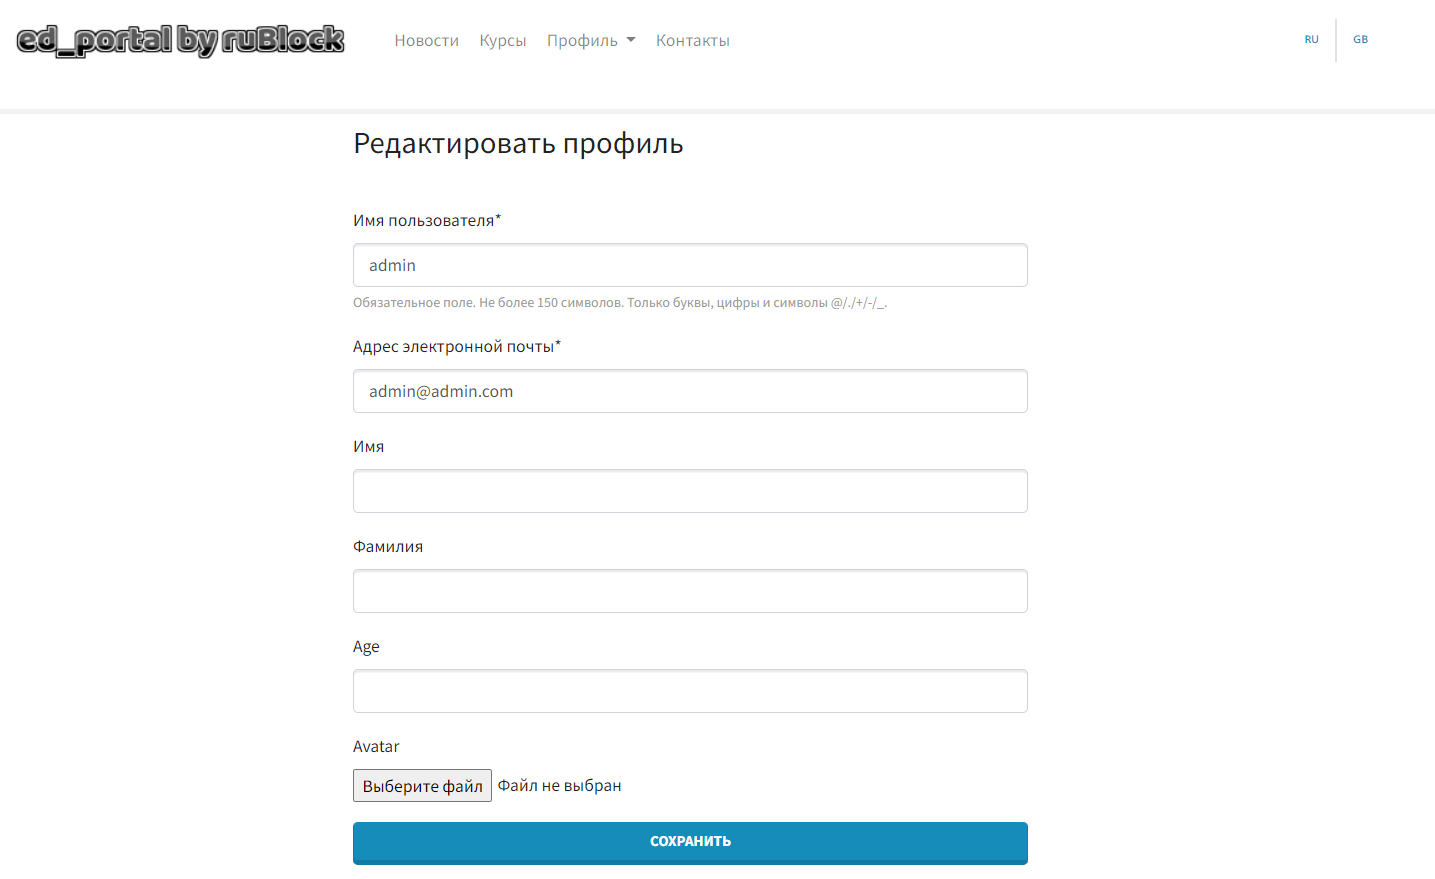 ed_portal by ruBlock
Новости Курсы Профиль Контакты
RU GB
Редактировать профиль
Имя пользователя*
admin
Обязательное поле. Не более 150 символов. Только буквы, цифры и символы @/./+/-/_.
Адрес электронной почты*
admin@admin.com
Имя
Фамилия
Age
Avatar
Выберите файл Файл не выбран
СОХРАНИТЬ